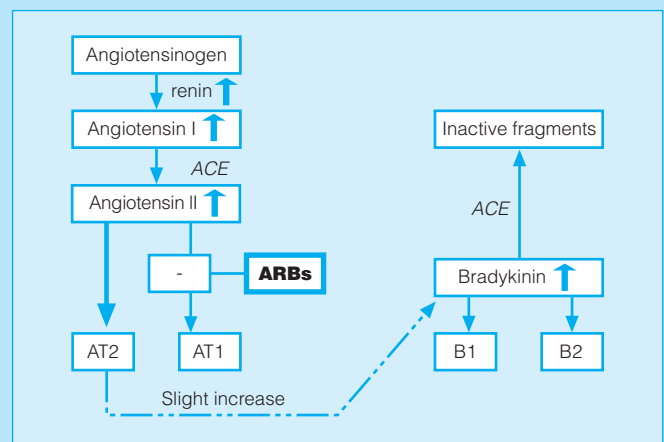 Angiotensinogen
renin
Angiotensin I
Inactive fragments
ACE
Angiotensin II
ACE
-
ARBs
Bradykinin
AT2
AT1
B1
B2
Slight increase